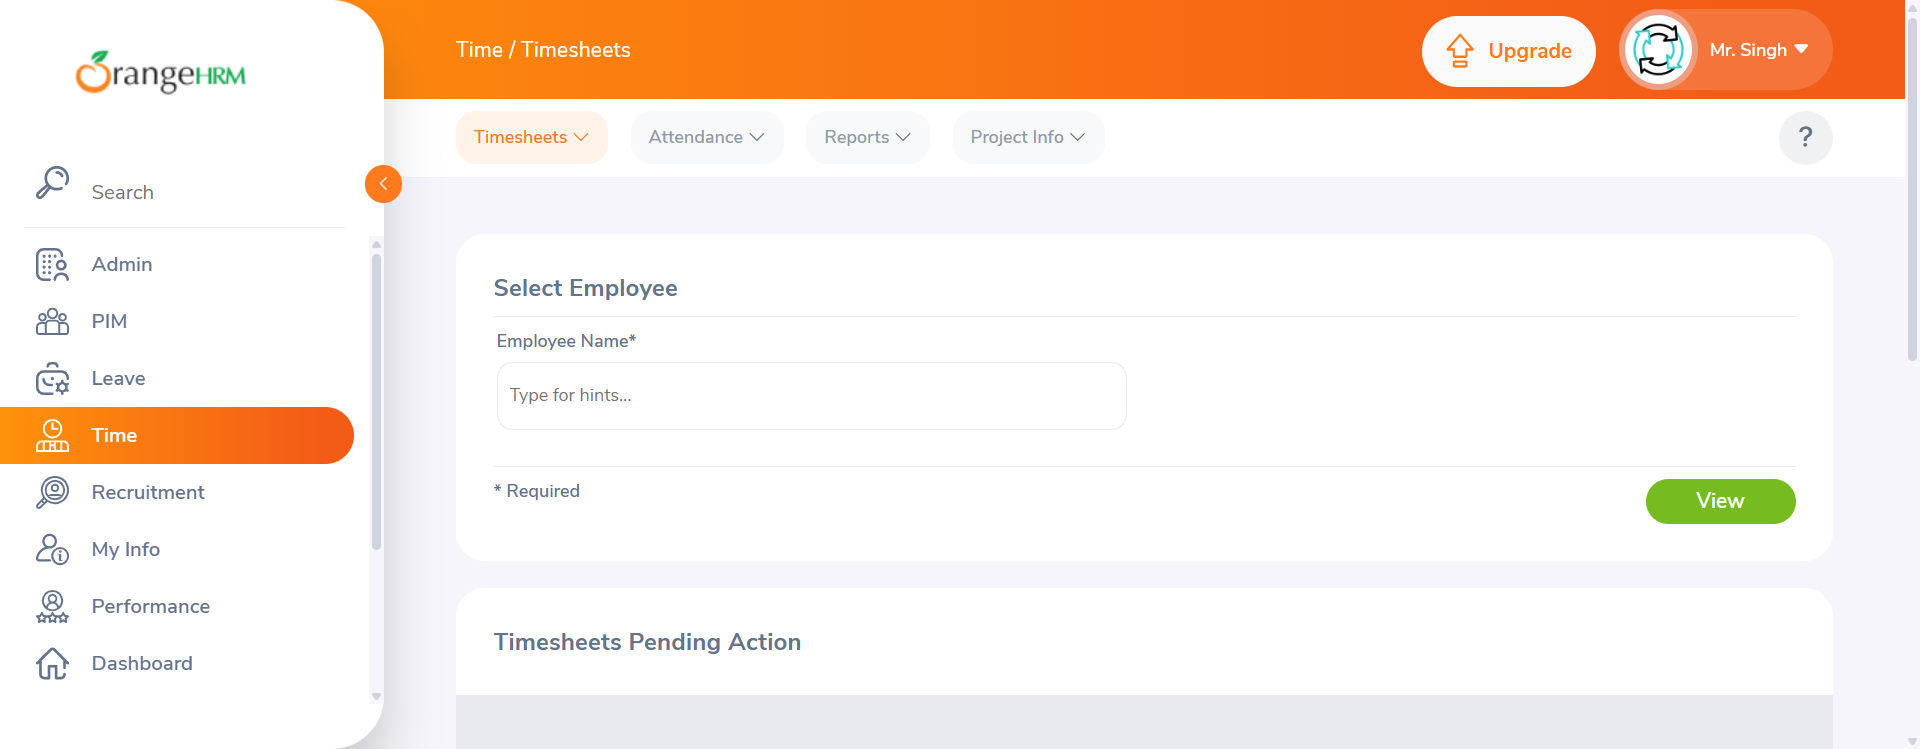 OrangeHRM
Time / Timesheets
Upgrade
Mr. Singh
Timesheets
Attendance
Reports
Project Info
?
Search
Admin
PIM
Leave
Time
Recruitment
My Info
Performance
Dashboard
Select Employee
Employee Name*
Type for hints...
* Required
View
Timesheets Pending Action